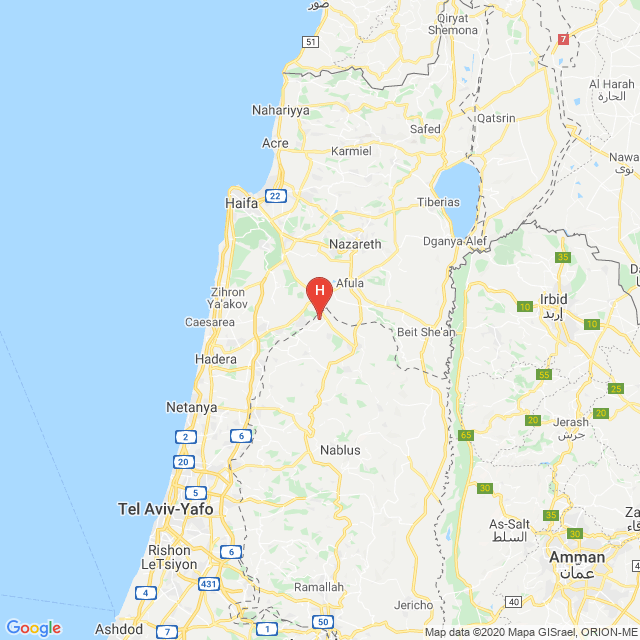 صور
Qiryat
Shemona
51
7
Al Harah
الحارة
Nahariyya
Qatsrin
Safed
Acre
Karmiel
Nawa
نوى
22
Haifa
Tiberias
Nazareth
Dganya Alef
35
Afula
H
Zihron
Ya'akov
Irbid
إربد
10
10
Caesarea
Beit She'an
Hadera
55
25
Netanya
20
20
Jerash
جرش
2
6
65
Nablus
20
5
30
Tel Aviv-Yafo
35
As-Salt
السلط
30
Rishon
LeTsiyon
6
Amman
عمّان
431
Ramallah
4
40
Jericho
Google
Ashdod
7
1
50
Map data ©2020 Mapa GISrael, ORION-ME